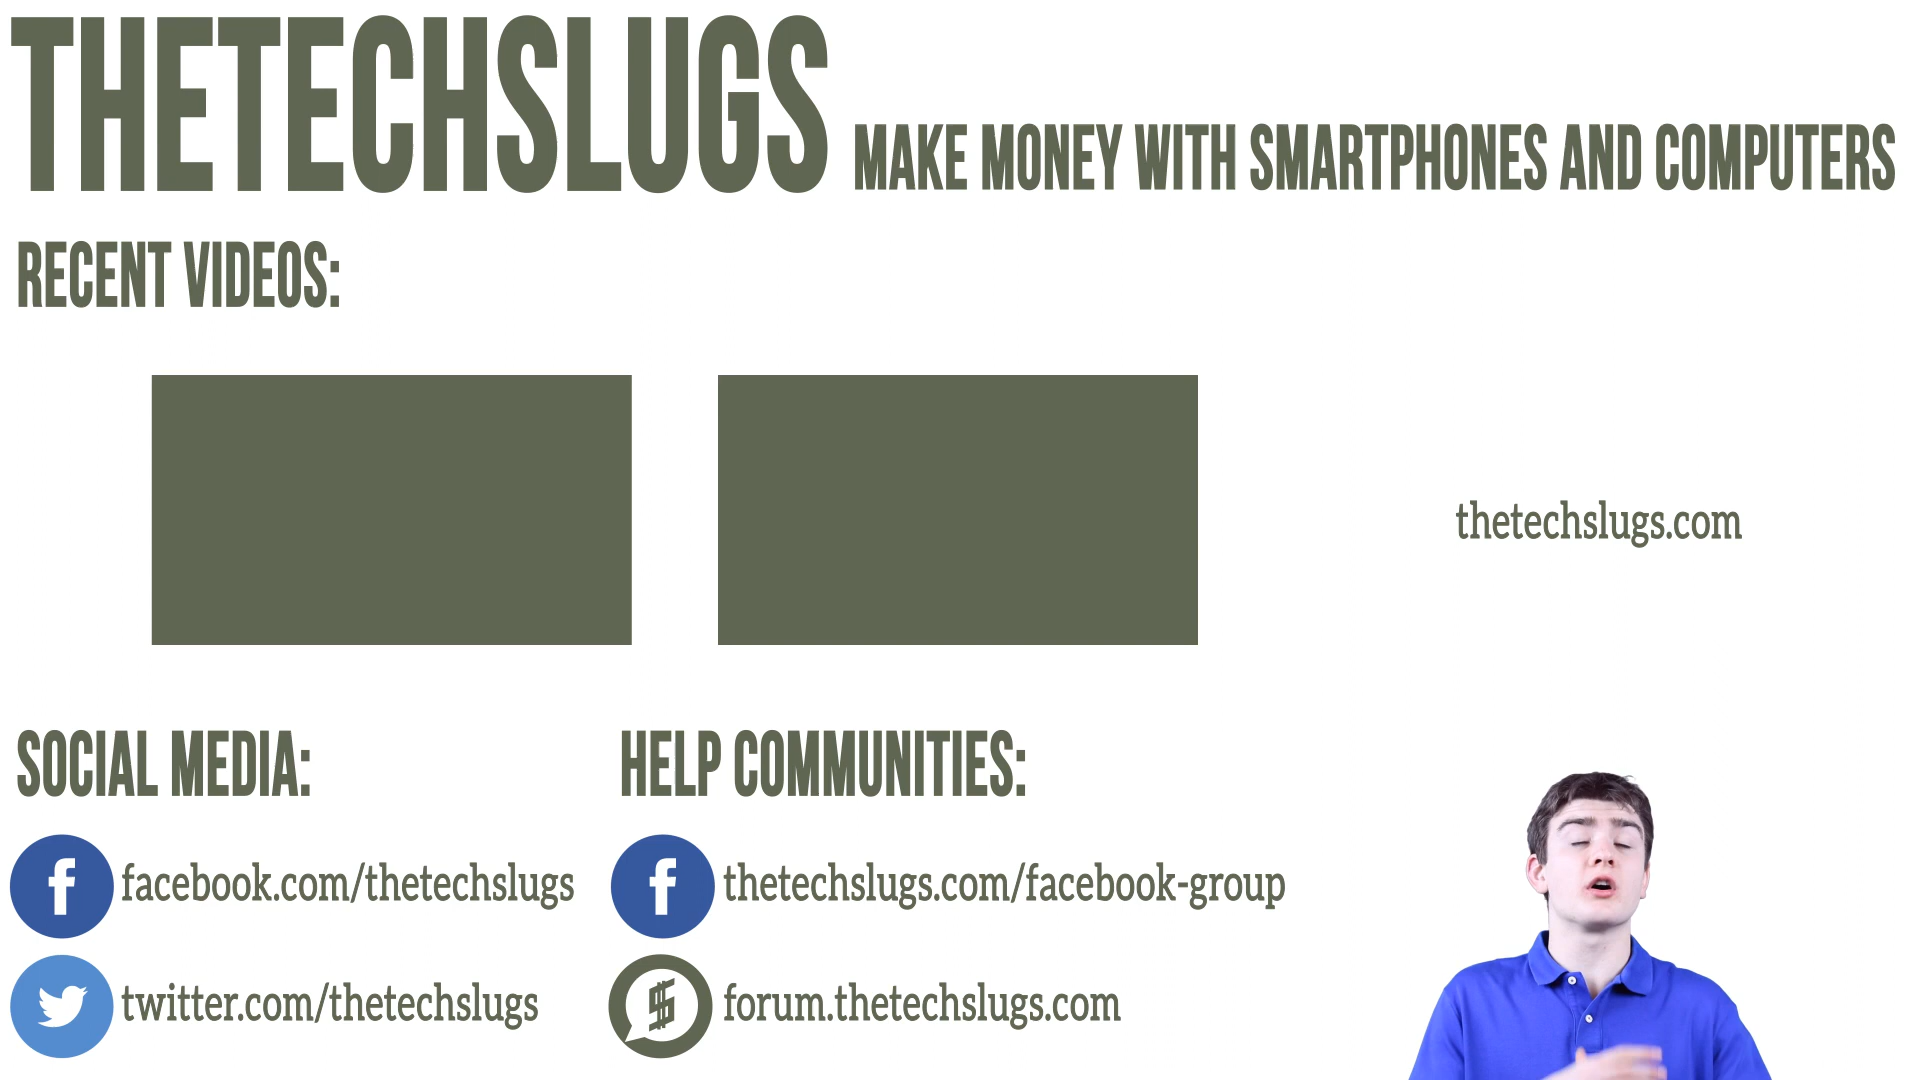 THETECHSLUGS MAKE MONEY WITH SMARTPHONES AND COMPUTERS
RECENT VIDEOS:
thetechslugs.com
SOCIAL MEDIA:
facebook.com/thetechslugs
twitter.com/thetechslugs
HELP COMMUNITIES:
thetechslugs.com/facebook-group
forum.thetechslugs.com